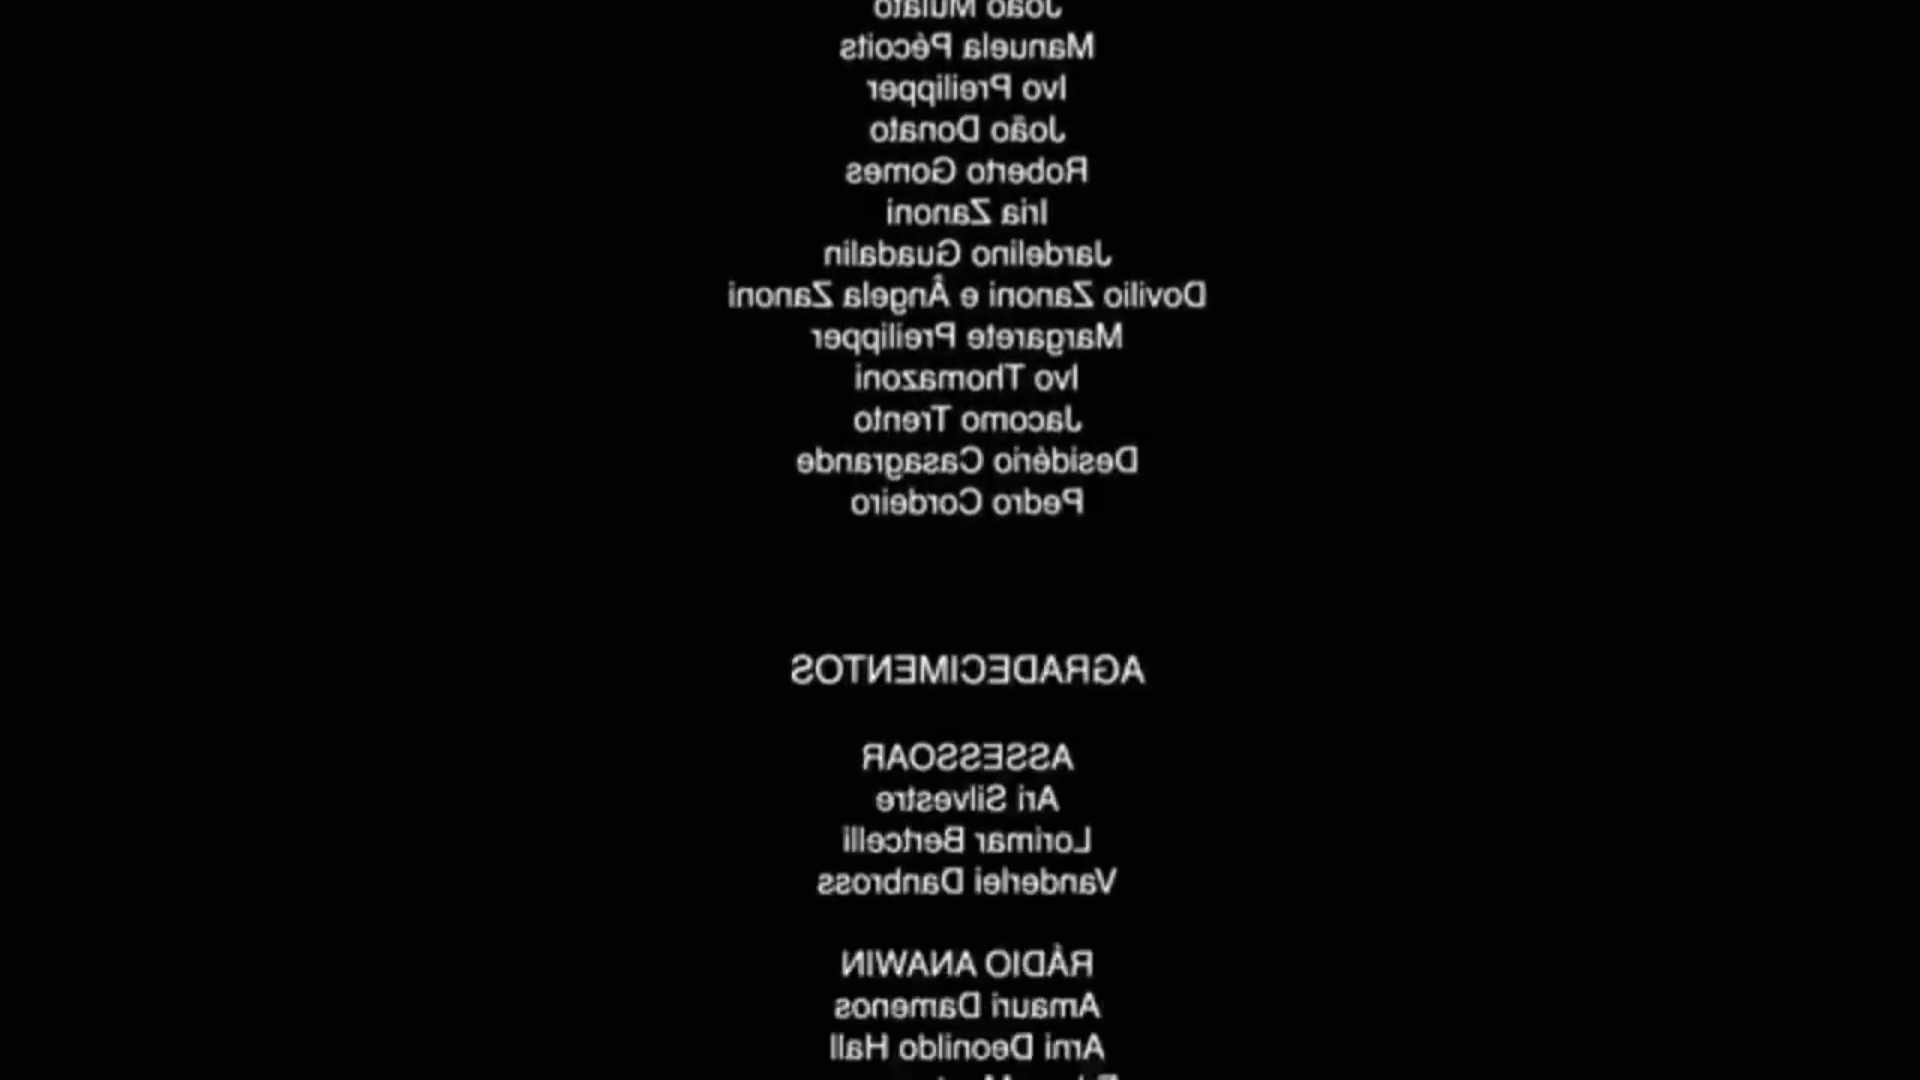 João Mulato
Manuela Pécoits
Ivo Preilipper
João Donato
Roberto Gomes
Iria Zanoni
Jardelino Guadalin
Dovilio Zanoni e Ângela Zanoni
Margarete Preilipper
Ivo Thomazoni
Jacomo Trento
Desidério Casagrande
Pedro Cordeiro
AGRADECIMENTOS
ASSESSOAR
Ari Silvestre
Lorimar Bertcelli
Vanderlei Danbross
RÁDIO ANAWIN
Amauri Damenos
Arni Deonildo Hall